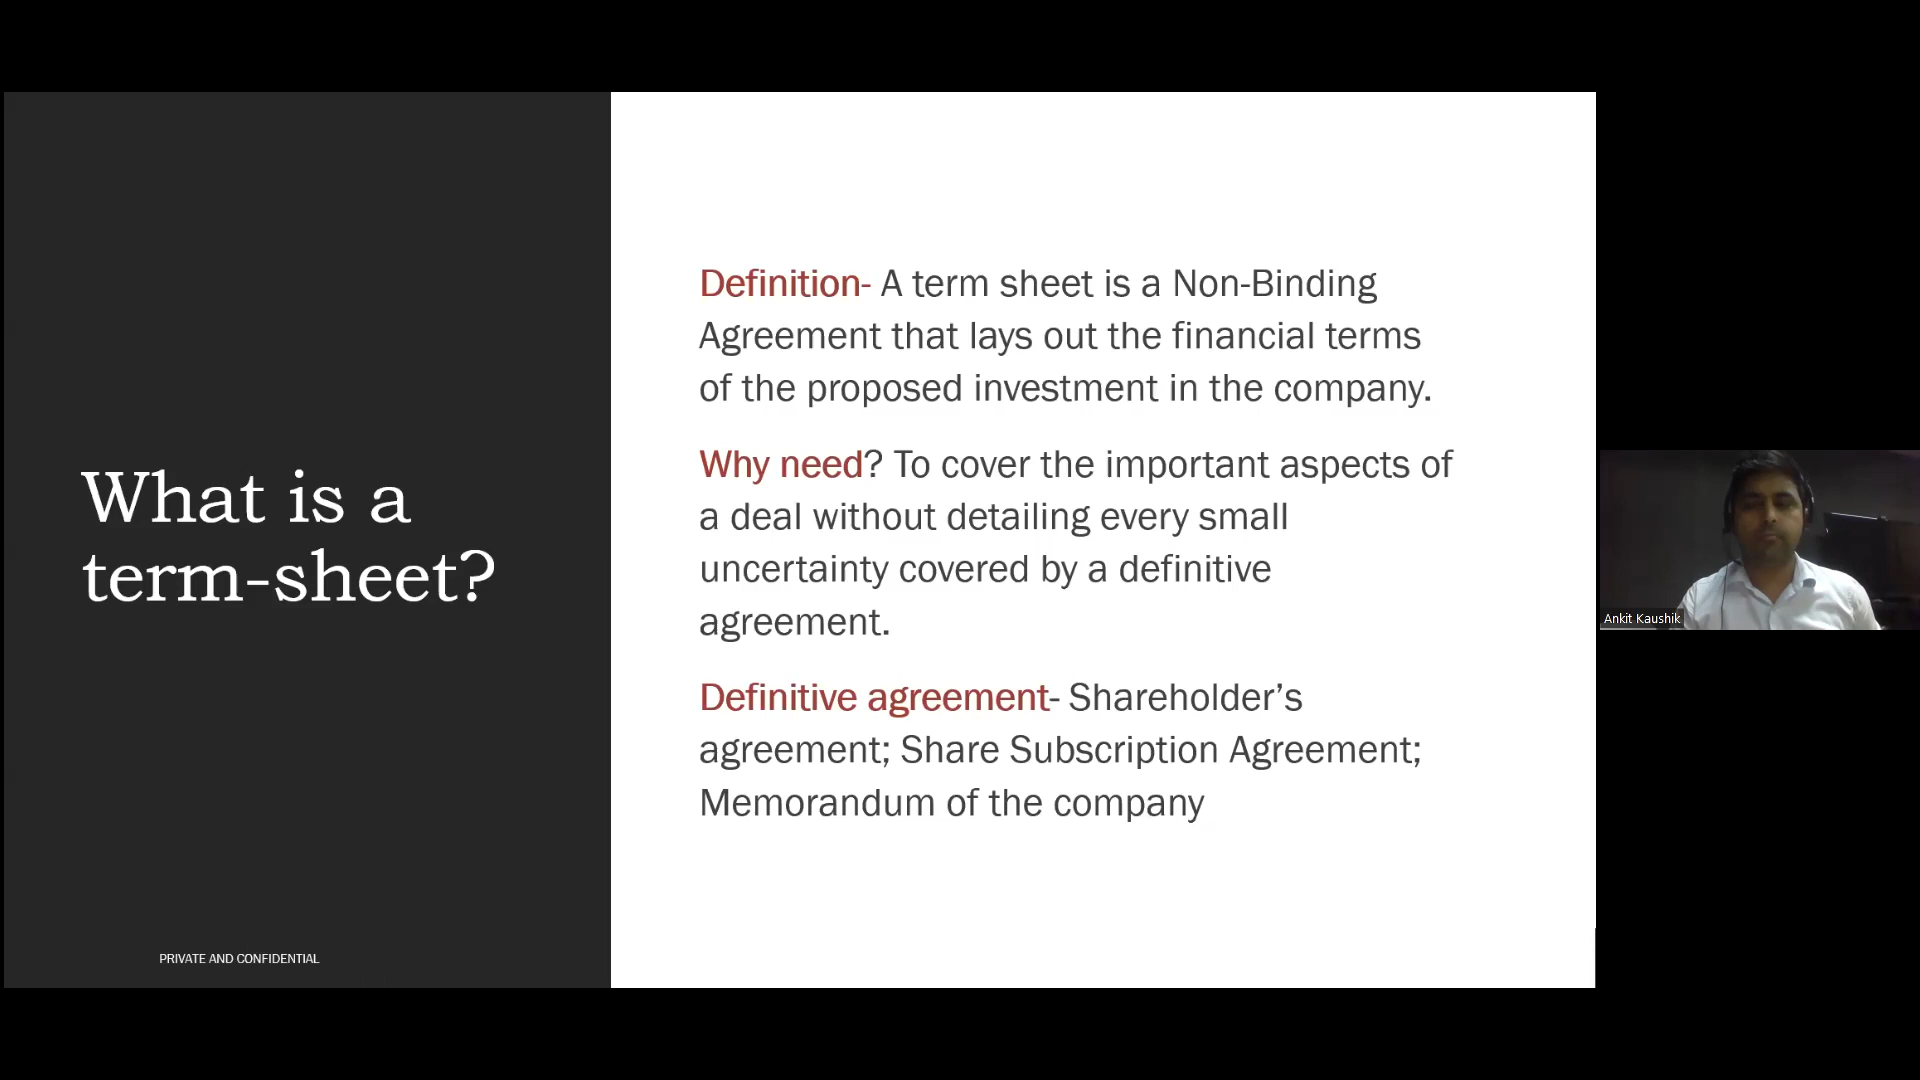 What is a
term-sheet?
PRIVATE AND CONFIDENTIAL
Definition- A term sheet is a Non-Binding
Agreement that lays out the financial terms
of the proposed investment in the company.
Why need? To cover the important aspects of
a deal without detailing every small
uncertainty covered by a definitive
agreement.
Definitive agreement- Shareholder’s
agreement; Share Subscription Agreement;
Memorandum of the company
Ankit Kaushik